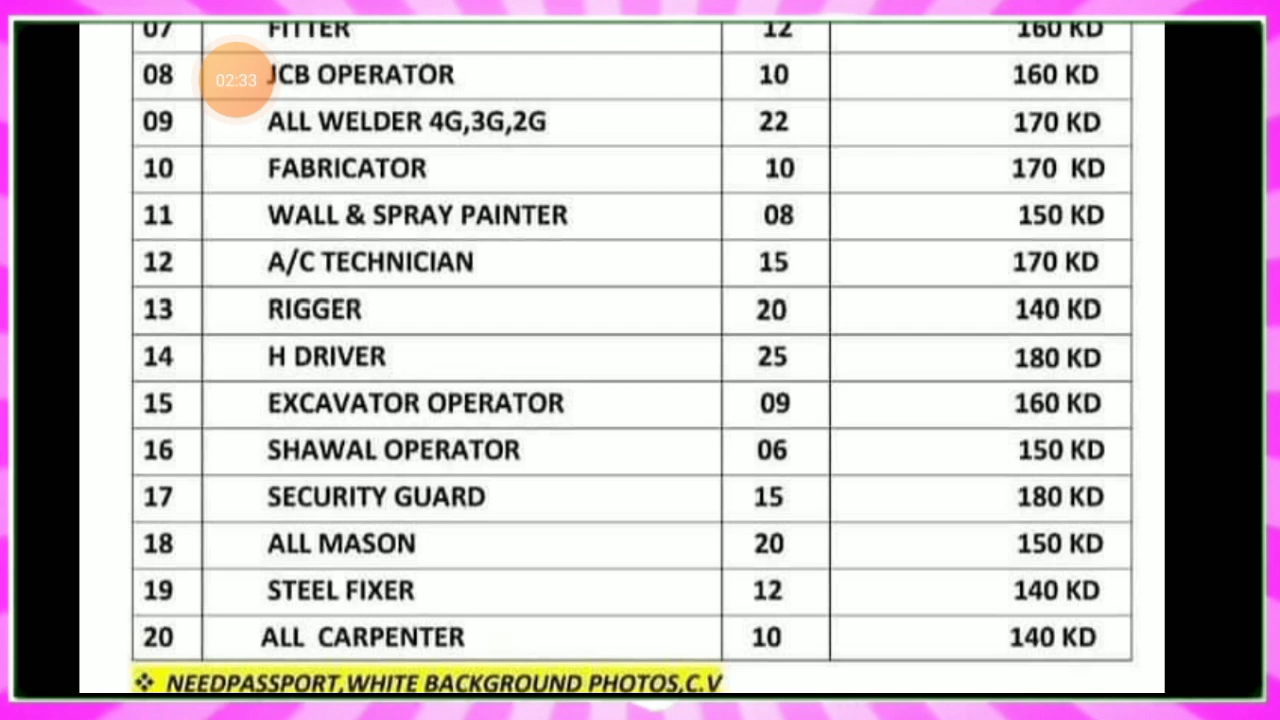 07 FITTER 12 160 KD
02:33
08 JCB OPERATOR 10 160 KD
09 ALL WELDER 4G,3G,2G 22 170 KD
10 FABRICATOR 10 170 KD
11 WALL & SPRAY PAINTER 08 150 KD
12 A/C TECHNICIAN 15 170 KD
13 RIGGER 20 140 KD
14 H DRIVER 25 180 KD
15 EXCAVATOR OPERATOR 09 160 KD
16 SHAWAL OPERATOR 06 150 KD
17 SECURITY GUARD 15 180 KD
18 ALL MASON 20 150 KD
19 STEEL FIXER 12 140 KD
20 ALL CARPENTER 10 140 KD
❖ NEEDPASSPORT,WHITE BACKGROUND PHOTOS,C.V